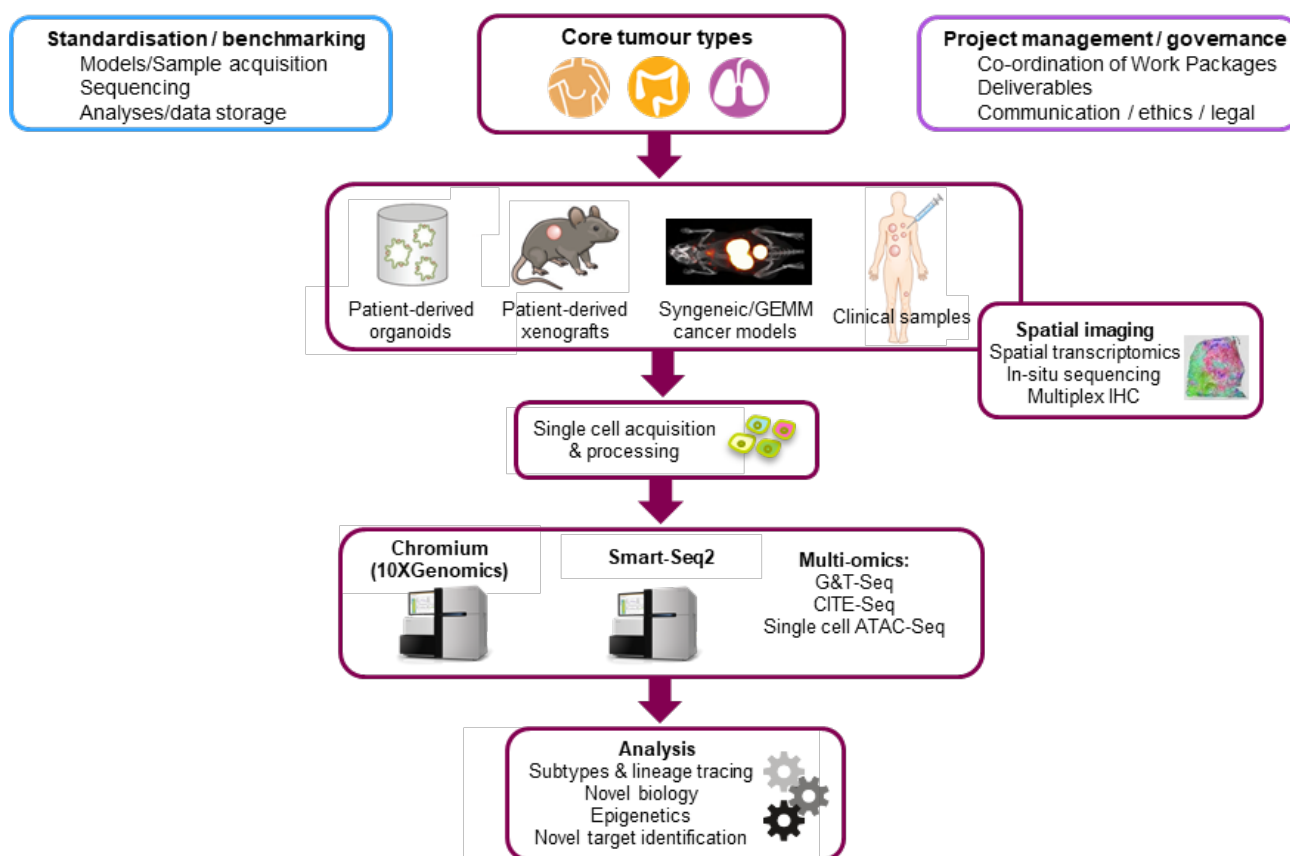 Standardisation / benchmarking
Models/Sample acquisition
Sequencing
Analyses/data storage
Core tumour types
Project management / governance
Co-ordination of Work Packages
Deliverables
Communication / ethics / legal
Patient-derived
organoids
Patient-derived
xenografts
Syngeneic/GEMM
cancer models
Clinical samples
Spatial imaging
Spatial transcriptomics
In-situ sequencing
Multiplex IHC
Single cell acquisition
& processing
Chromium
(10XGenomics)
Smart-Seq2
Multi-omics:
G&T-Seq
CITE-Seq
Single cell ATAC-Seq
Analysis
Subtypes & lineage tracing
Novel biology
Epigenetics
Novel target identification